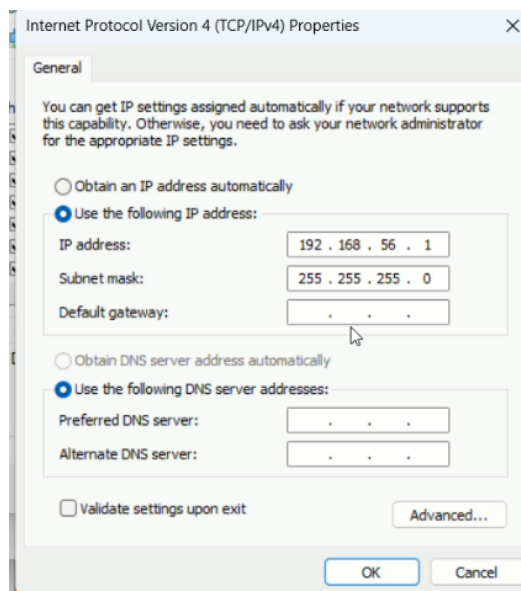 Internet Protocol Version 4 (TCP/IPv4) Properties
General
You can get IP settings assigned automatically if your network supports
this capability. Otherwise, you need to ask your network administrator
for the appropriate IP settings.
Obtain an IP address automatically
Use the following IP address:
IP address: 192 . 168 . 56 . 1
Subnet mask: 255 . 255 . 255 . 0
Default gateway: . . .
Obtain DNS server address automatically
Use the following DNS server addresses:
Preferred DNS server: . . .
Alternate DNS server: . . .
Validate settings upon exit
Advanced...
OK Cancel